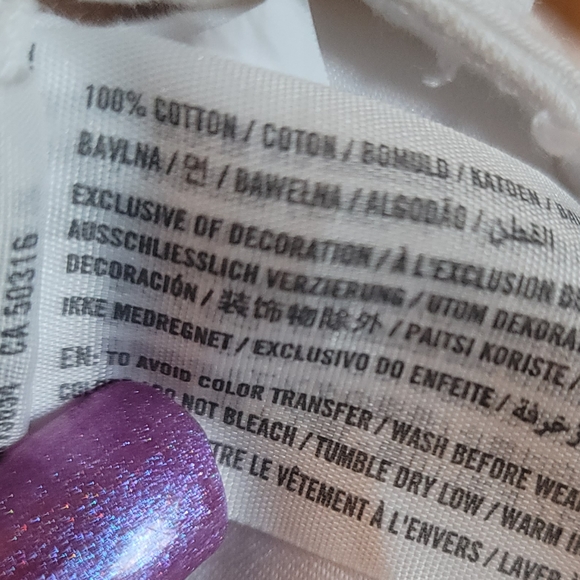 100% COTTON / COTON / BOMULD / KATOEN /
BAVLNA / 면 / BAWEŁNA / ALGODÃO / القطن
EXCLUSIVE OF DECORATION / À L'EXCLUSION
AUSSCHLIESSLICH VERZIERUNG / UTOM
DECORACIÓN / 装饰物除外 / PAITSI KORISTE /
IKKE MEDREGNET / EXCLUSIVO DO ENFEITE /
EN- TO AVOID COLOR TRANSFER / WASH BEFORE
NOT BLEACH / TUMBLE DRY LOW / WARM
LE VÊTEMENT À L'ENVERS / LAVER
CA 50316